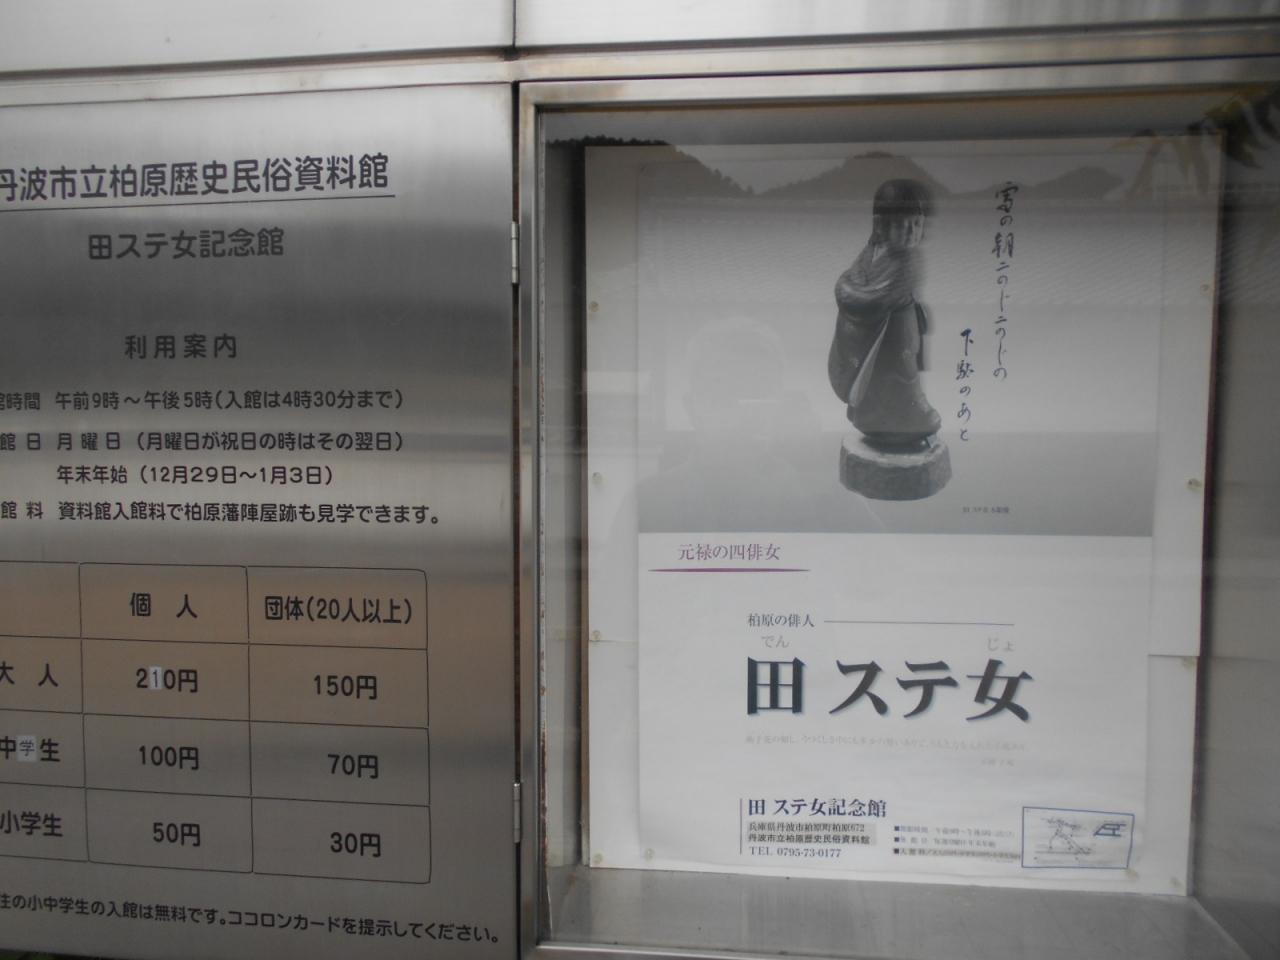 丹波市立柏原歴史民俗資料館
田ステ女記念館
利用案内
館時間 午前9時～午後5時(入館は4時30分まで)
館日 月曜日 (月曜日が祝日の時はその翌日)
年末年始 (12月29日～1月3日)
館料 資料館入館料で柏原藩陣屋跡も見学できます。
個人 団体(20人以上)
大人 210円 150円
中学生 100円 70円
小学生 50円 30円
住の小中学生の入館は無料です。ココロンカードを提示してください。
雪の朝二の字二の字の
下駄のあと
元禄の四俳女
柏原の俳人
でん じょ
田 ステ女
田 ステ女記念館
兵庫県丹波市柏原町柏原672
丹波市立柏原歴史民俗資料館
TEL 0795-73-0177